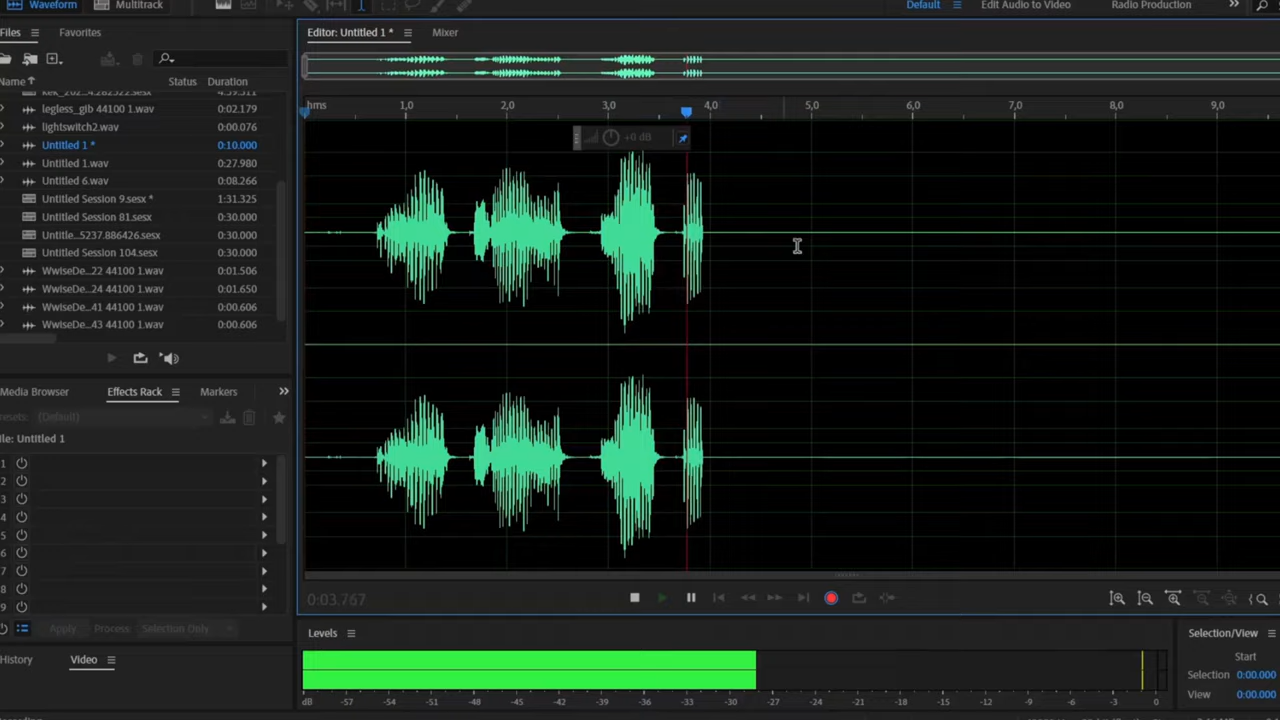 Waveform Multitrack Default Edit Audio to Video Radio Production
Files Favorites Editor: Untitled 1 * Mixer
Name Status Duration
legless_gib 44100 1.wav 0:02.179
lightswitch2.wav 0:00.076
Untitled 1 * 0:10.000
Untitled 1.wav 0:27.980
Untitled 6.wav 0:08.266
Untitled Session 9.sesx * 1:31.325
Untitled Session 81.sesx 0:30.000
Untitle...5237.886426.sesx 0:30.000
Untitled Session 104.sesx 0:30.000
WwiseDe...22 44100 1.wav 0:01.506
WwiseDe...24 44100 1.wav 0:01.650
WwiseDe...41 44100 1.wav 0:00.606
WwiseDe...43 44100 1.wav 0:00.606
hms 1,0 2,0 3,0 4,0 5,0 6,0 7,0 8,0 9,0
+0 dB
Media Browser Effects Rack Markers
Presets: (Default)
ile: Untitled 1
1
2
3
4
5
6
7
8
9
Apply Process Selection Only
0:03.767
History Video
Levels
dB -57 -54 -51 -48 -45 -42 -39 -36 -33 -30 -27 -24 -21 -18 -15 -12 -9 -6 -3 0
Selection/View
Start
Selection 0:00.000
View 0:00.000